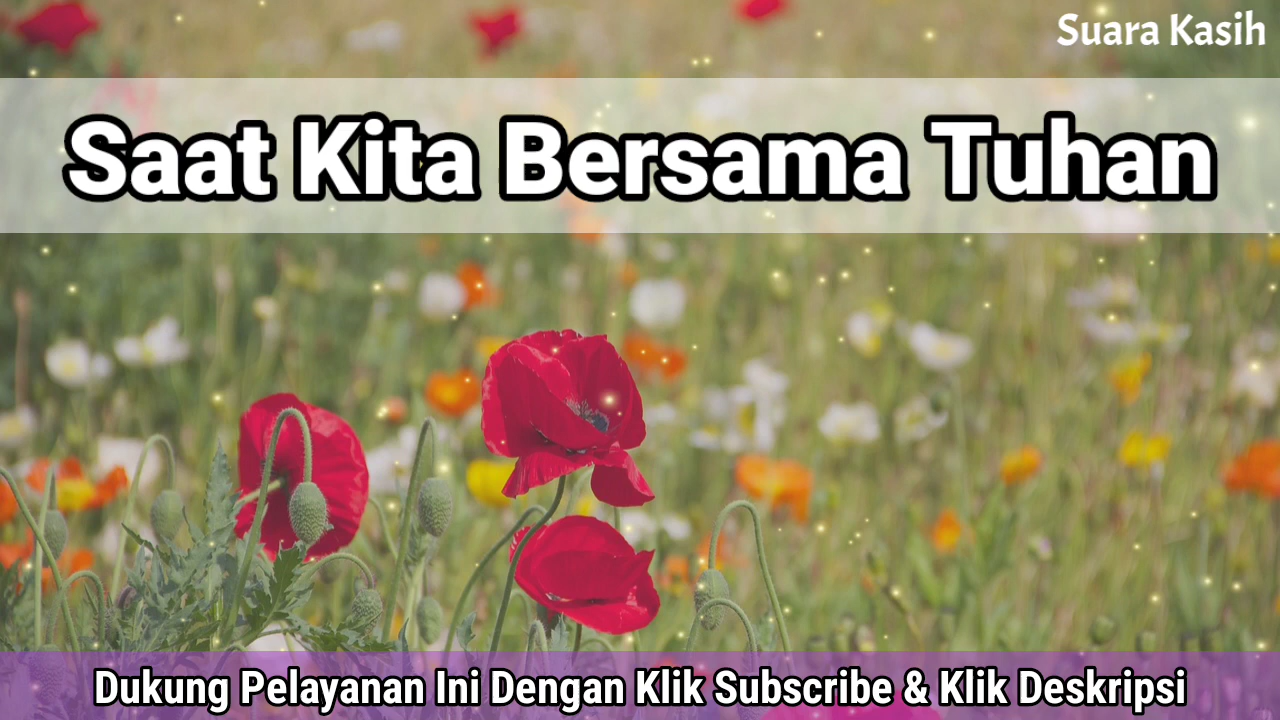 Suara Kasih
Saat Kita Bersama Tuhan
Dukung Pelayanan Ini Dengan Klik Subscribe & Klik Deskripsi